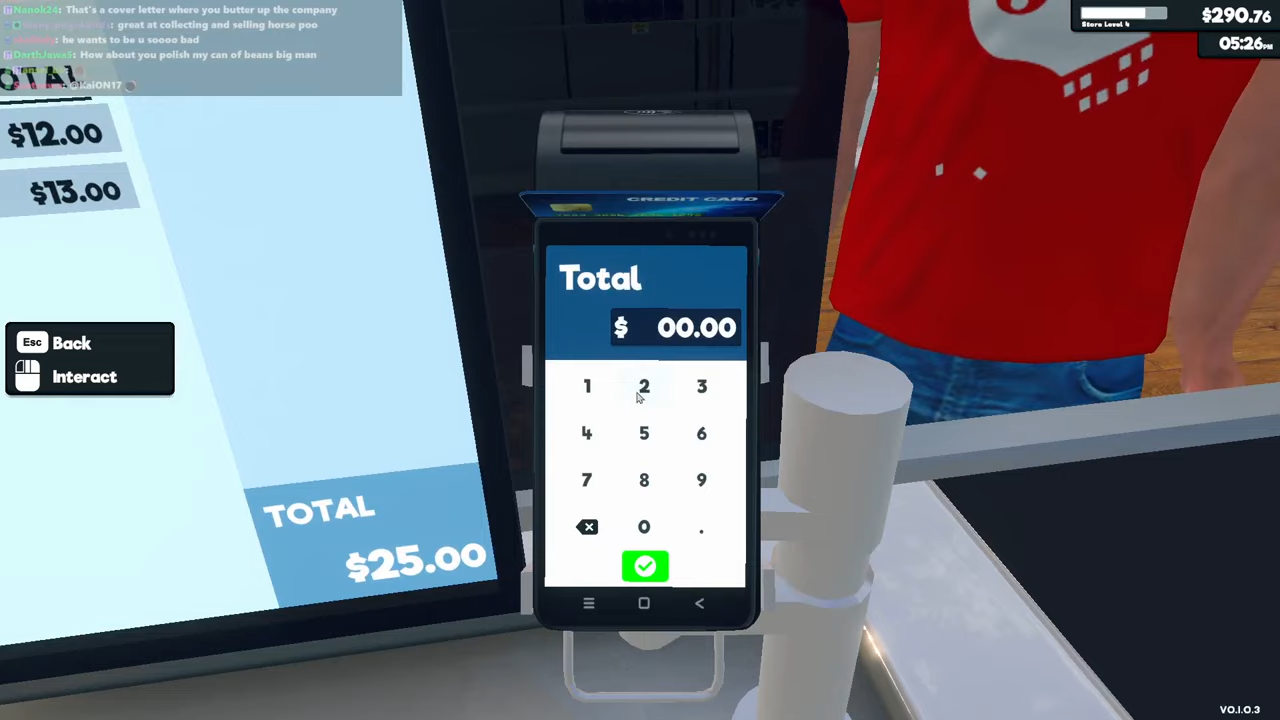 Nanok24: That's a cover letter where you butter up the company
: great at collecting and selling horse poo
: he wants to be u soooo bad
DarthJawa5: How about you polish my can of beans big man
: @KalON17
$290.76
Store Level 4
05:26PM
$12.00
$13.00
CREDIT CARD
Total
$ 00.00
Esc Back
Interact
1 2 3
4 5 6
7 8 9
0 .
TOTAL
$25.00
V0.1.0.3